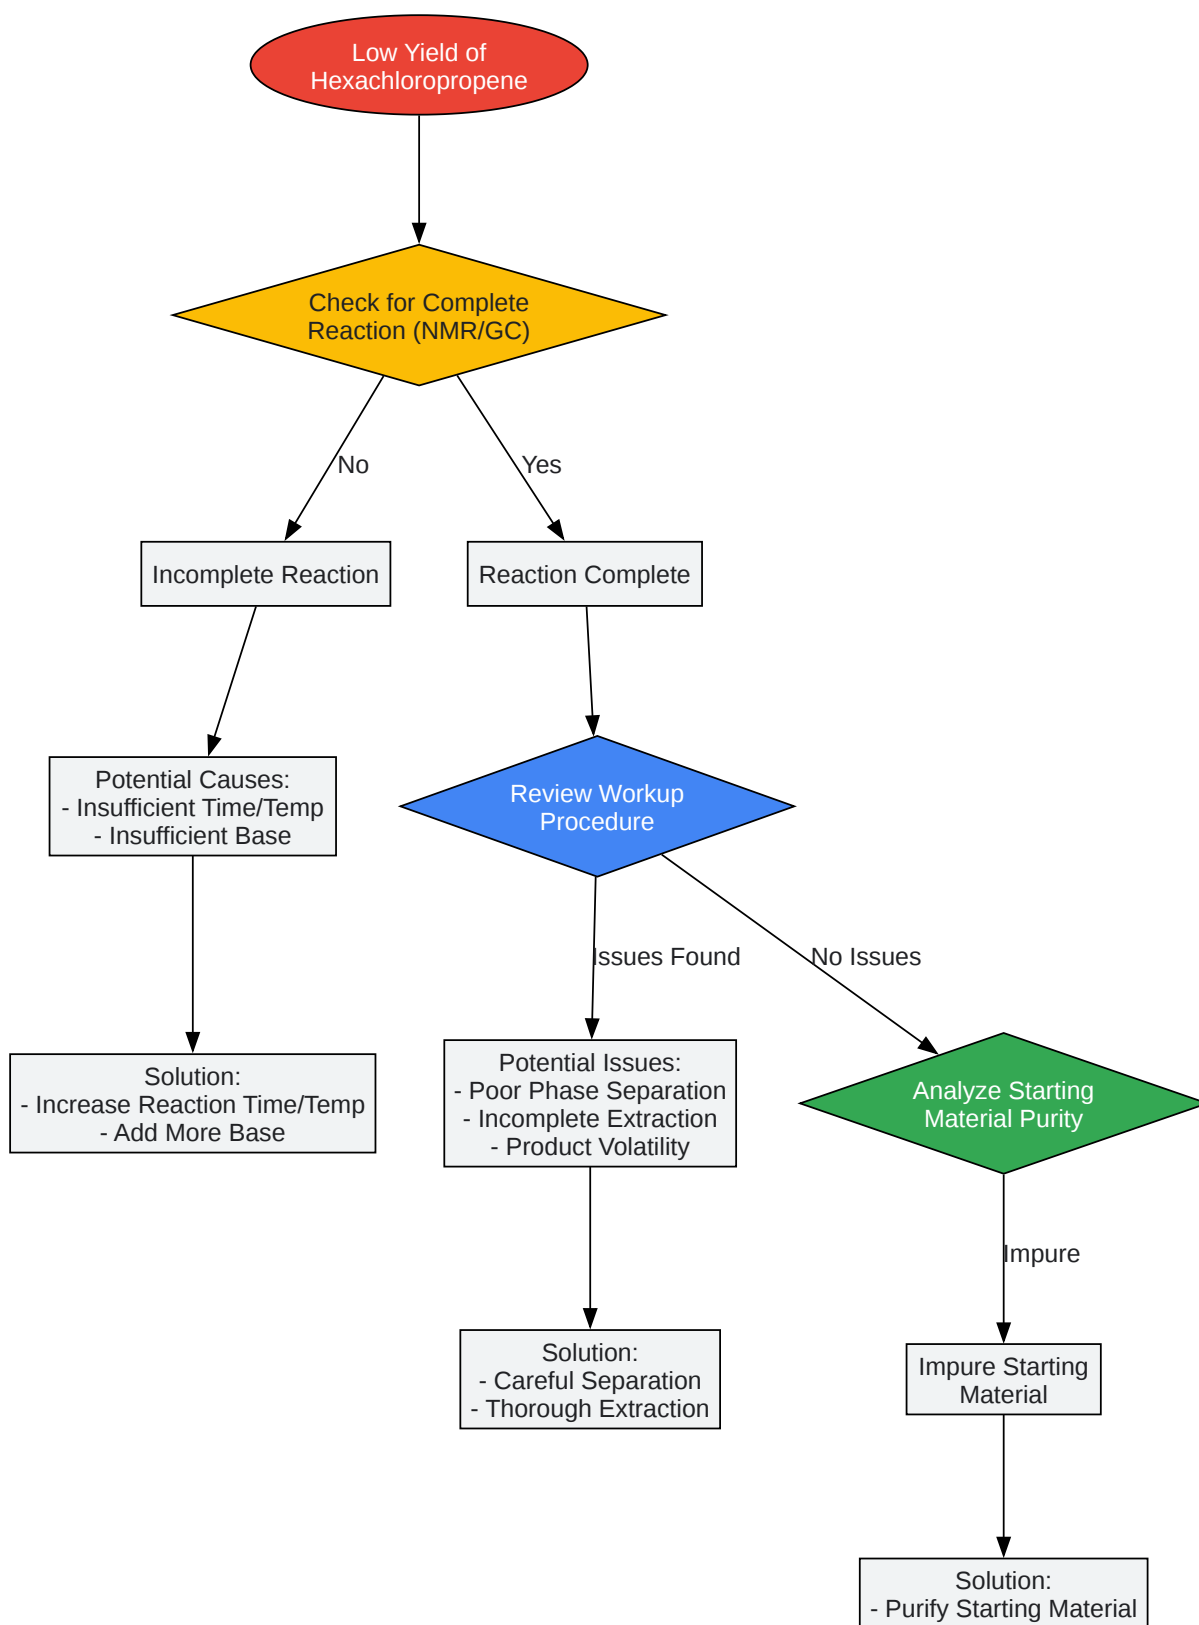 Low Yield of
Hexachloropropene
Check for Complete
Reaction (NMR/GC)
No
Yes
Incomplete Reaction
Reaction Complete
Potential Causes:
- Insufficient Time/Temp
- Insufficient Base
Review Workup
Procedure
Issues Found
No Issues
Solution:
- Increase Reaction Time/Temp
- Add More Base
Potential Issues:
- Poor Phase Separation
- Incomplete Extraction
- Product Volatility
Analyze Starting
Material Purity
Impure
Solution:
- Careful Separation
- Thorough Extraction
Impure Starting
Material
Solution:
- Purify Starting Material